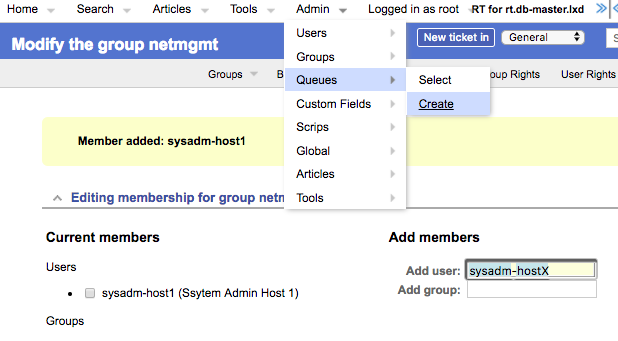 Home Search Articles Tools Admin Logged in as root RT for rt.db-master.lxd
Modify the group netmgmt
New ticket in General S
Groups oup Rights User Rights
Users
Groups
Queues Select
Custom Fields Create
Scrips
Global
Articles
Tools
Member added: sysadm-host1
Editing membership for group netm
Current members Add members
Users
Add user: sysadm-hostX
Add group:
sysadm-host1 (Ssytem Admin Host 1)
Groups